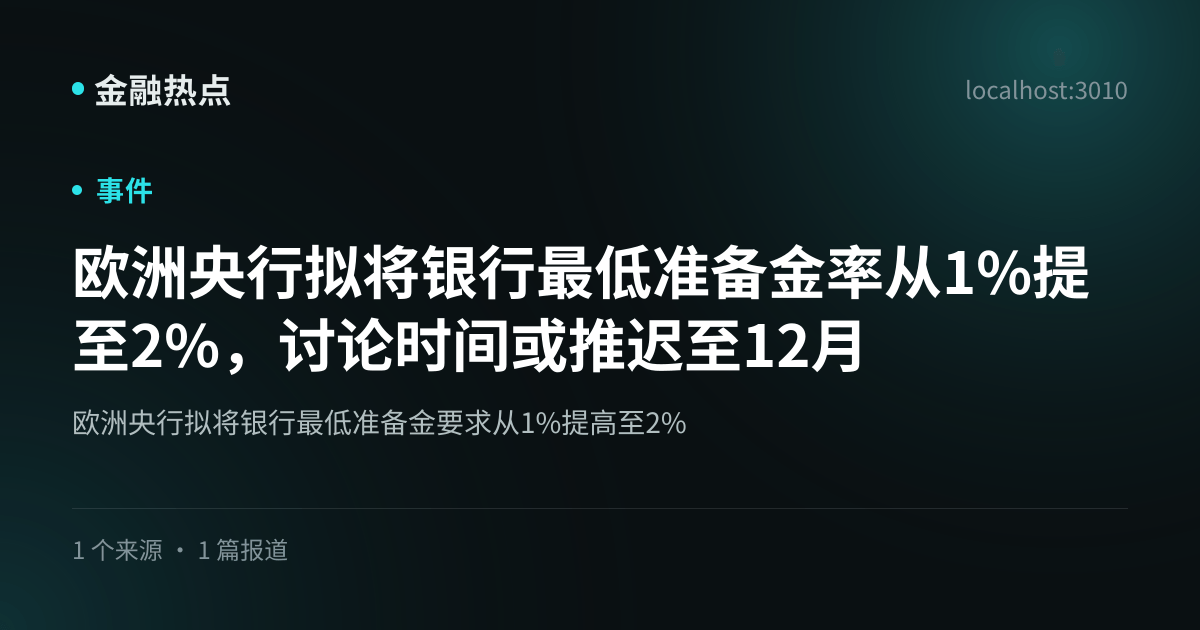 金融热点
localhost:3010
事件
欧洲央行拟将银行最低准备金率从1%提
至2%，讨论时间或推迟至12月
欧洲央行拟将银行最低准备金要求从1%提高至2%
1 个来源 · 1 篇报道